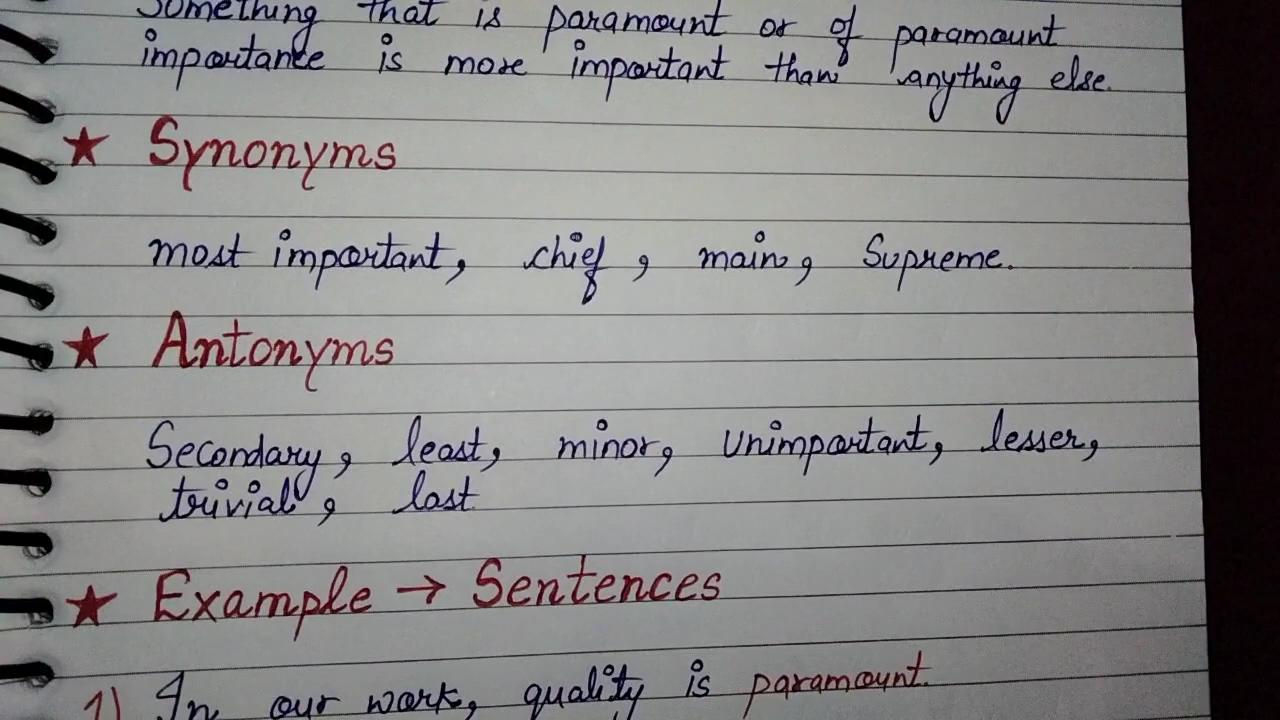 Something that is paramount or of paramount
importante is more important than anything else.
★ Synonyms
most important, chief, main, Supreme.
★ Antonyms
Secondary, least, minor, unimportant, lesser,
trivial, last
★ Example → Sentences
1) In our work, quality is paramount.